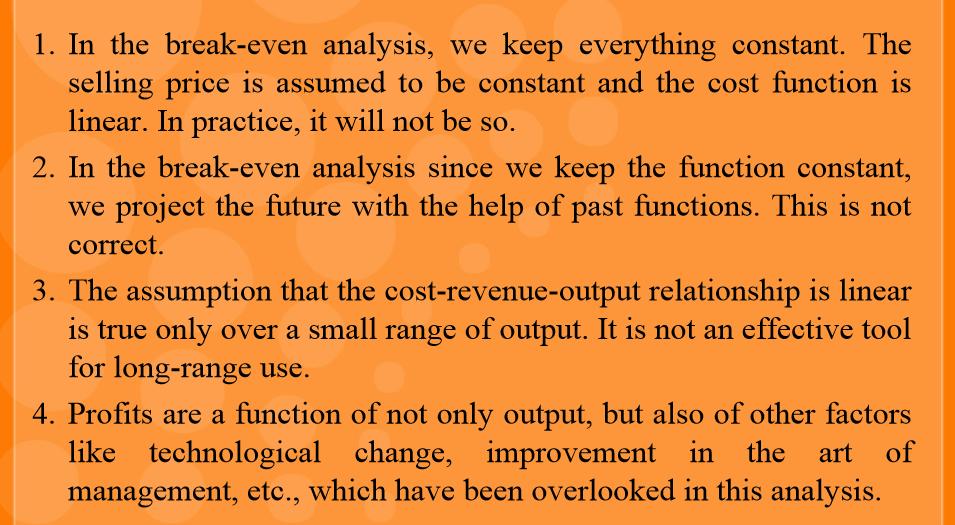 1. In the break-even analysis, we keep everything constant. The
selling price is assumed to be constant and the cost function is
linear. In practice, it will not be so.
2. In the break-even analysis since we keep the function constant,
we project the future with the help of past functions. This is not
correct.
3. The assumption that the cost-revenue-output relationship is linear
is true only over a small range of output. It is not an effective tool
for long-range use.
4. Profits are a function of not only output, but also of other factors
like technological change, improvement in the art of
management, etc., which have been overlooked in this analysis.